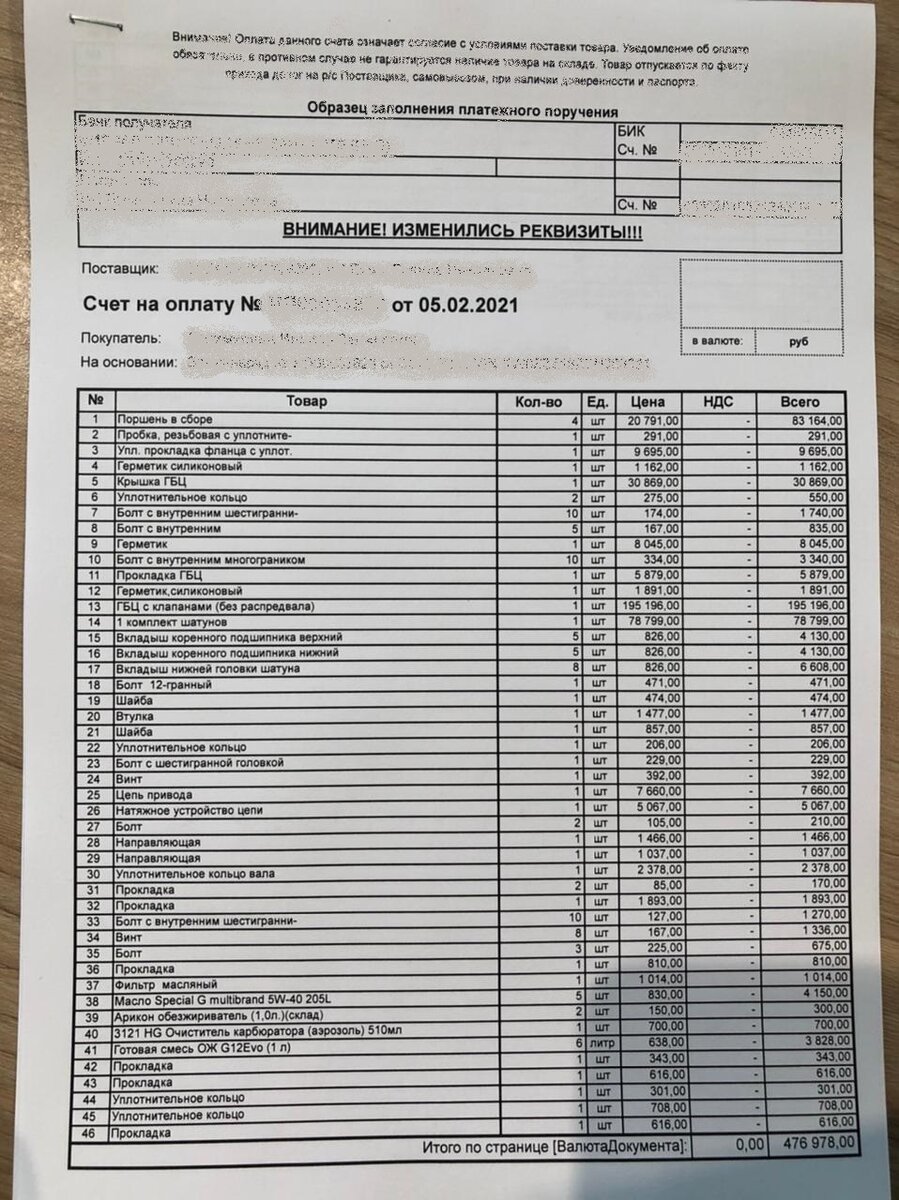 Внимание! Оплата данного счета означает согласие с условиями поставки товара. Уведомление об оплате
обязательно, в противном случае не гарантируется наличие товара на складе. Товар отпускается по факту
прихода денег на р/с Поставщика, самовывозом, при наличии доверенности и паспорта.
Образец заполнения платежного поручения
Банк получателя
БИК
Сч. №
Сч. №
ВНИМАНИЕ! ИЗМЕНИЛИСЬ РЕКВИЗИТЫ!!!
Поставщик:
Счет на оплату № от 05.02.2021
Покупатель:
в валюте: руб
На основании:
№ Товар Кол-во Ед. Цена НДС Всего
1 Поршень в сборе 4 шт 20 791,00 - 83 164,00
2 Пробка, резьбовая с уплотните- 1 шт 291,00 - 291,00
3 Упл. прокладка фланца с уплот. 1 шт 9 695,00 - 9 695,00
4 Герметик силиконовый 1 шт 1 162,00 - 1 162,00
5 Крышка ГБЦ 1 шт 30 869,00 - 30 869,00
6 Уплотнительное кольцо 2 шт 275,00 - 550,00
7 Болт с внутренним шестигранни- 10 шт 174,00 - 1 740,00
8 Болт с внутренним 5 шт 167,00 - 835,00
9 Герметик 1 шт 8 045,00 - 8 045,00
10 Болт с внутренним многограником 10 шт 334,00 - 3 340,00
11 Прокладка ГБЦ 1 шт 5 879,00 - 5 879,00
12 Герметик,силиконовый 1 шт 1 891,00 - 1 891,00
13 ГБЦ с клапанами (без распредвала) 1 шт 195 196,00 - 195 196,00
14 1 комплект шатунов 1 шт 78 799,00 - 78 799,00
15 Вкладыш коренного подшипника верхний 5 шт 826,00 - 4 130,00
16 Вкладыш коренного подшипника нижний 5 шт 826,00 - 4 130,00
17 Вкладыш нижней головки шатуна 8 шт 826,00 - 6 608,00
18 Болт 12-гранный 1 шт 471,00 - 471,00
19 Шайба 1 шт 474,00 - 474,00
20 Втулка 1 шт 1 477,00 - 1 477,00
21 Шайба 1 шт 857,00 - 857,00
22 Уплотнительное кольцо 1 шт 206,00 - 206,00
23 Болт с шестигранной головкой 1 шт 229,00 - 229,00
24 Винт 1 шт 392,00 - 392,00
25 Цепь привода 1 шт 7 660,00 - 7 660,00
26 Натяжное устройство цепи 1 шт 5 067,00 - 5 067,00
27 Болт 2 шт 105,00 - 210,00
28 Направляющая 1 шт 1 466,00 - 1 466,00
29 Направляющая 1 шт 1 037,00 - 1 037,00
30 Уплотнительное кольцо вала 1 шт 2 378,00 - 2 378,00
31 Прокладка 2 шт 85,00 - 170,00
32 Прокладка 1 шт 1 893,00 - 1 893,00
33 Болт с внутренним шестигранни- 10 шт 127,00 - 1 270,00
34 Винт 8 шт 167,00 - 1 336,00
35 Болт 3 шт 225,00 - 675,00
36 Прокладка 1 шт 810,00 - 810,00
37 Фильтр масляный 1 шт 1 014,00 - 1 014,00
38 Масло Special G multibrand 5W-40 205L 5 шт 830,00 - 4 150,00
39 Арикон обезжириватель (1,0л.)(склад) 2 шт 150,00 - 300,00
40 3121 HG Очиститель карбюратора (аэрозоль) 510мл 1 шт 700,00 - 700,00
41 Готовая смесь ОЖ G12Evo (1 л) 6 литр 638,00 - 3 828,00
42 Прокладка 1 шт 343,00 - 343,00
43 Прокладка 1 шт 616,00 - 616,00
44 Уплотнительное кольцо 1 шт 301,00 - 301,00
45 Уплотнительное кольцо 1 шт 708,00 - 708,00
46 Прокладка 1 шт 616,00 - 616,00
Итого по странице [ВалютаДокумента]: 0,00 476 978,00